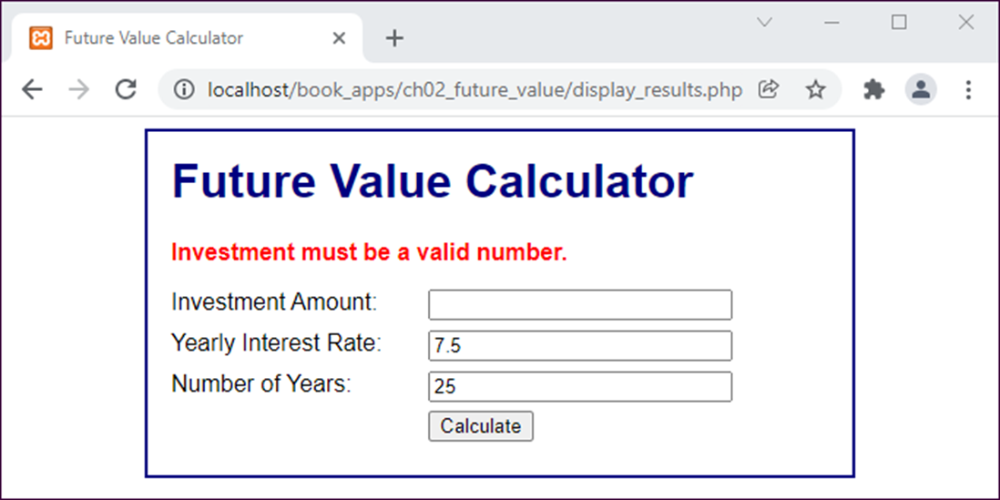 Future Value Calculator
localhost/book_apps/ch02_future_value/display_results.php
Future Value Calculator
Investment must be a valid number.
Investment Amount:
Yearly Interest Rate: 7.5
Number of Years: 25
Calculate